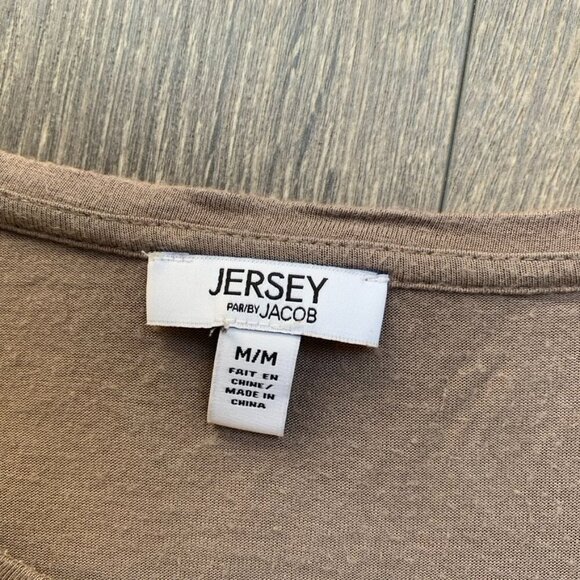 JERSEY
PAR/BY JACOB
M/M
FAIT EN
CHINE/
MADE IN
CHINA